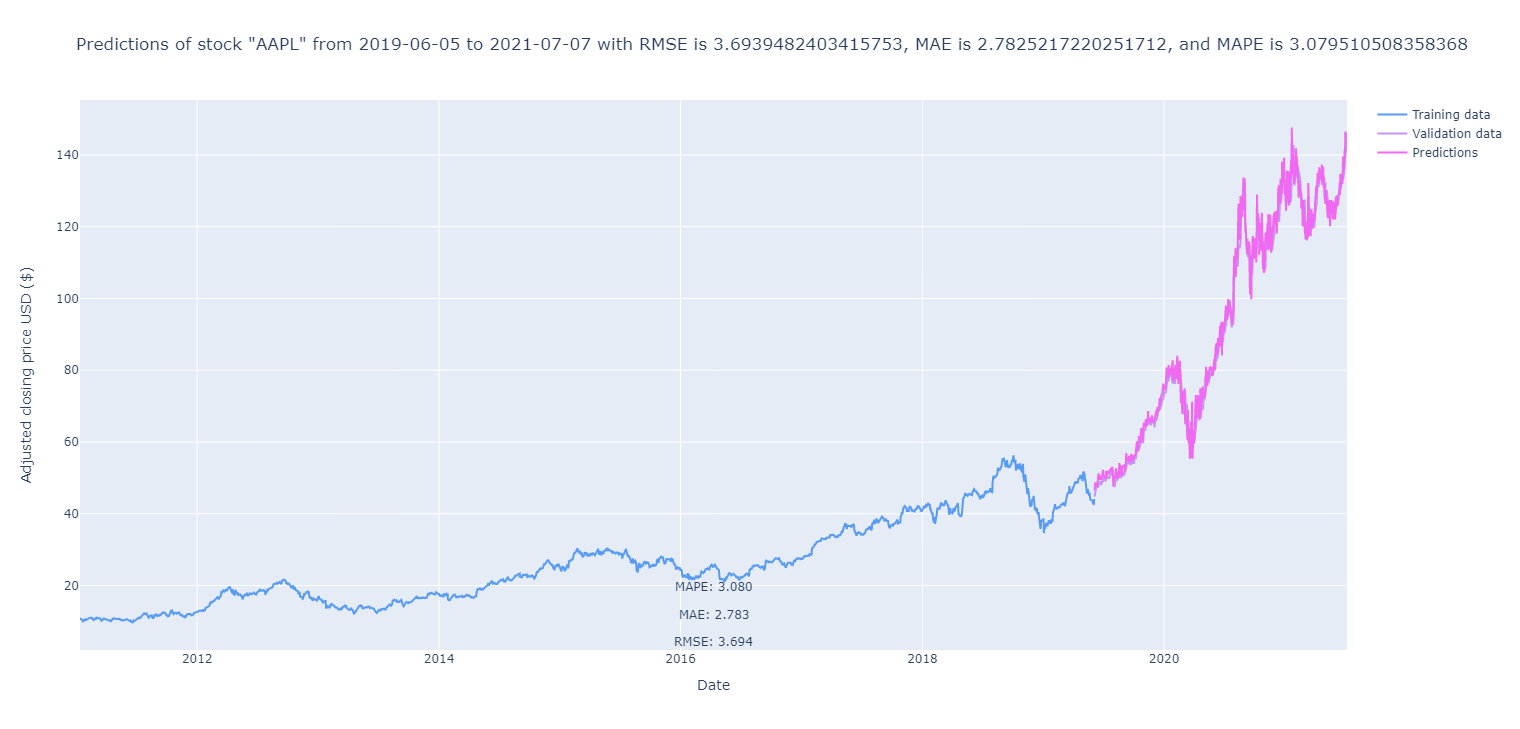 Predictions of stock "AAPL" from 2019-06-05 to 2021-07-07 with RMSE is 3.6939482403415753, MAE is 2.7825217220251712, and MAPE is 3.079510508358368
Training data
Validation data
Predictions
Adjusted closing price USD ($)
140
120
100
80
60
40
20
MAPE: 3.080
MAE: 2.783
RMSE: 3.694
2012
2014
2016
2018
2020
Date